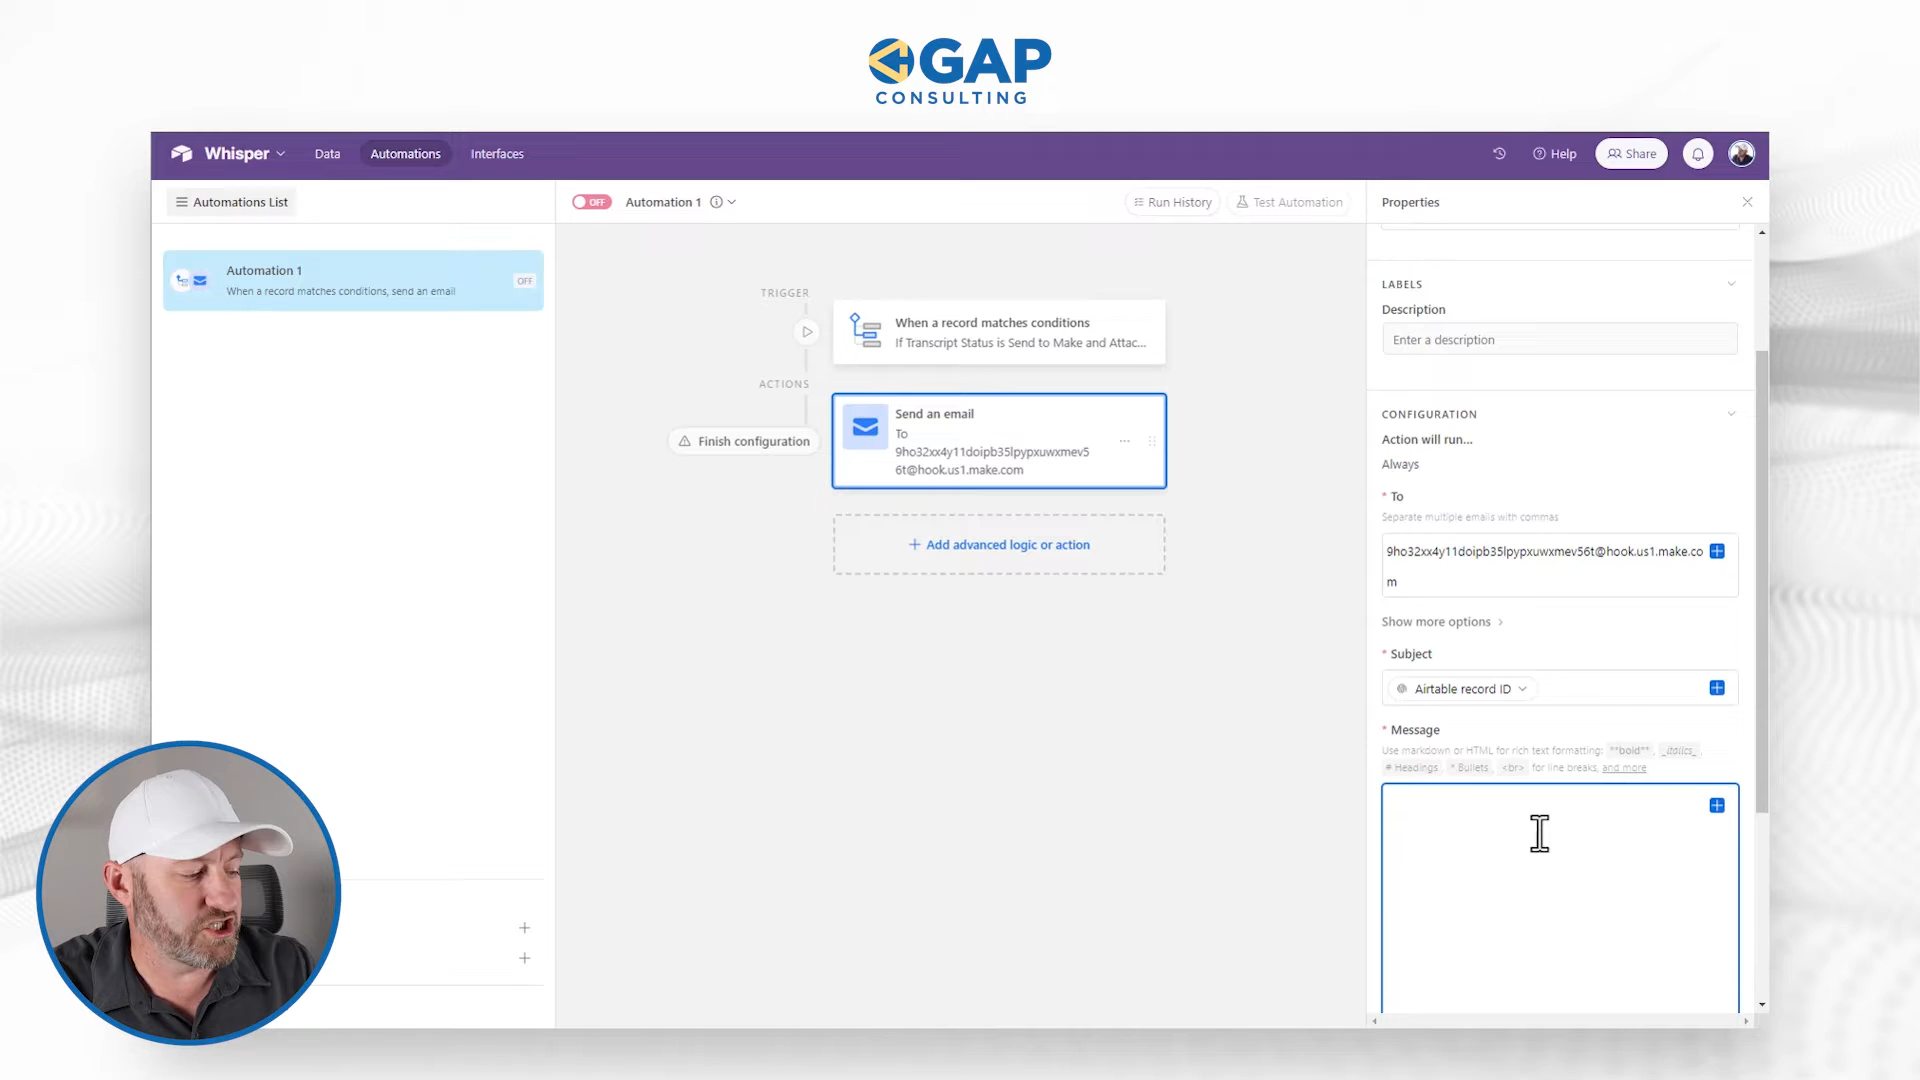 GAP
CONSULTING
Whisper
Data
Automations
Interfaces
Help
Share
Automations List
OFF
Automation 1
Run History
Test Automation
Properties
Automation 1
When a record matches conditions, send an email
OFF
TRIGGER
When a record matches conditions
If Transcript Status is Send to Make and Attac...
ACTIONS
Finish configuration
Send an email
To
9ho32xx4y11doipb35lpypxuwxmev5
6t@hook.us1.make.com
+ Add advanced logic or action
LABELS
Description
Enter a description
CONFIGURATION
Action will run...
Always
* To
Separate multiple emails with commas
9ho32xx4y11doipb35lpypxuwxmev56t@hook.us1.make.co
m
Show more options
* Subject
Airtable record ID
* Message
Use markdown or HTML for rich text formatting: **bold**, _italics_,
# Headings, * Bullets, <br> for line breaks, and more